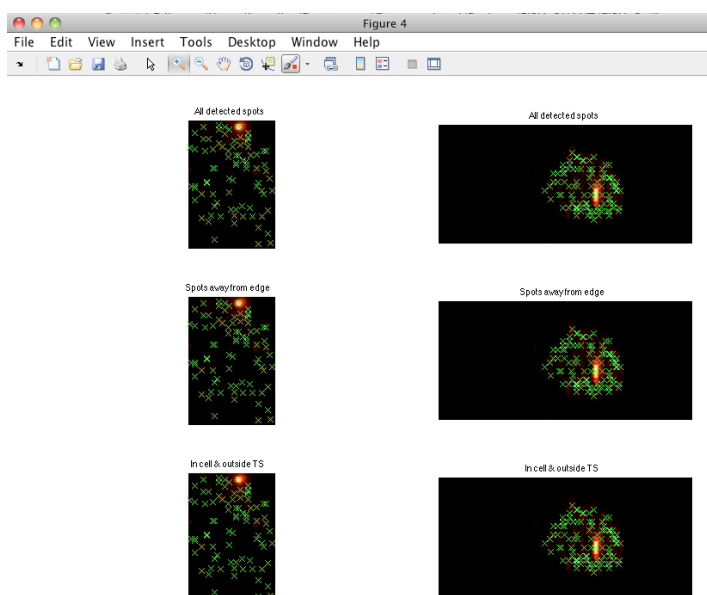 Figure 4
File Edit View Insert Tools Desktop Window Help
All detected spots
All detected spots
Spots away from edge
Spots away from edge
In cell & outside TS
In cell & outside TS